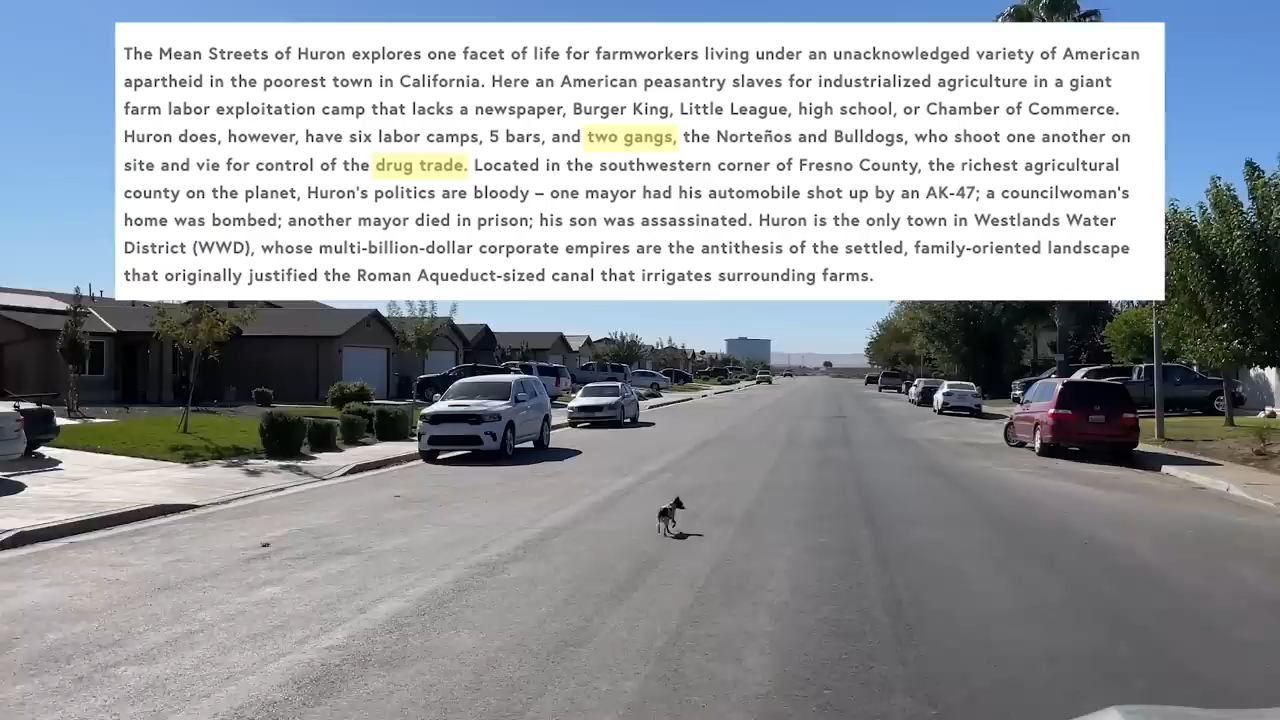 The Mean Streets of Huron explores one facet of life for farmworkers living under an unacknowledged variety of American
apartheid in the poorest town in California. Here an American peasantry slaves for industrialized agriculture in a giant
farm labor exploitation camp that lacks a newspaper, Burger King, Little League, high school, or Chamber of Commerce.
Huron does, however, have six labor camps, 5 bars, and two gangs, the Norteños and Bulldogs, who shoot one another on
site and vie for control of the drug trade. Located in the southwestern corner of Fresno County, the richest agricultural
county on the planet, Huron's politics are bloody – one mayor had his automobile shot up by an AK-47; a councilwoman's
home was bombed; another mayor died in prison; his son was assassinated. Huron is the only town in Westlands Water
District (WWD), whose multi-billion-dollar corporate empires are the antithesis of the settled, family-oriented landscape
that originally justified the Roman Aqueduct-sized canal that irrigates surrounding farms.